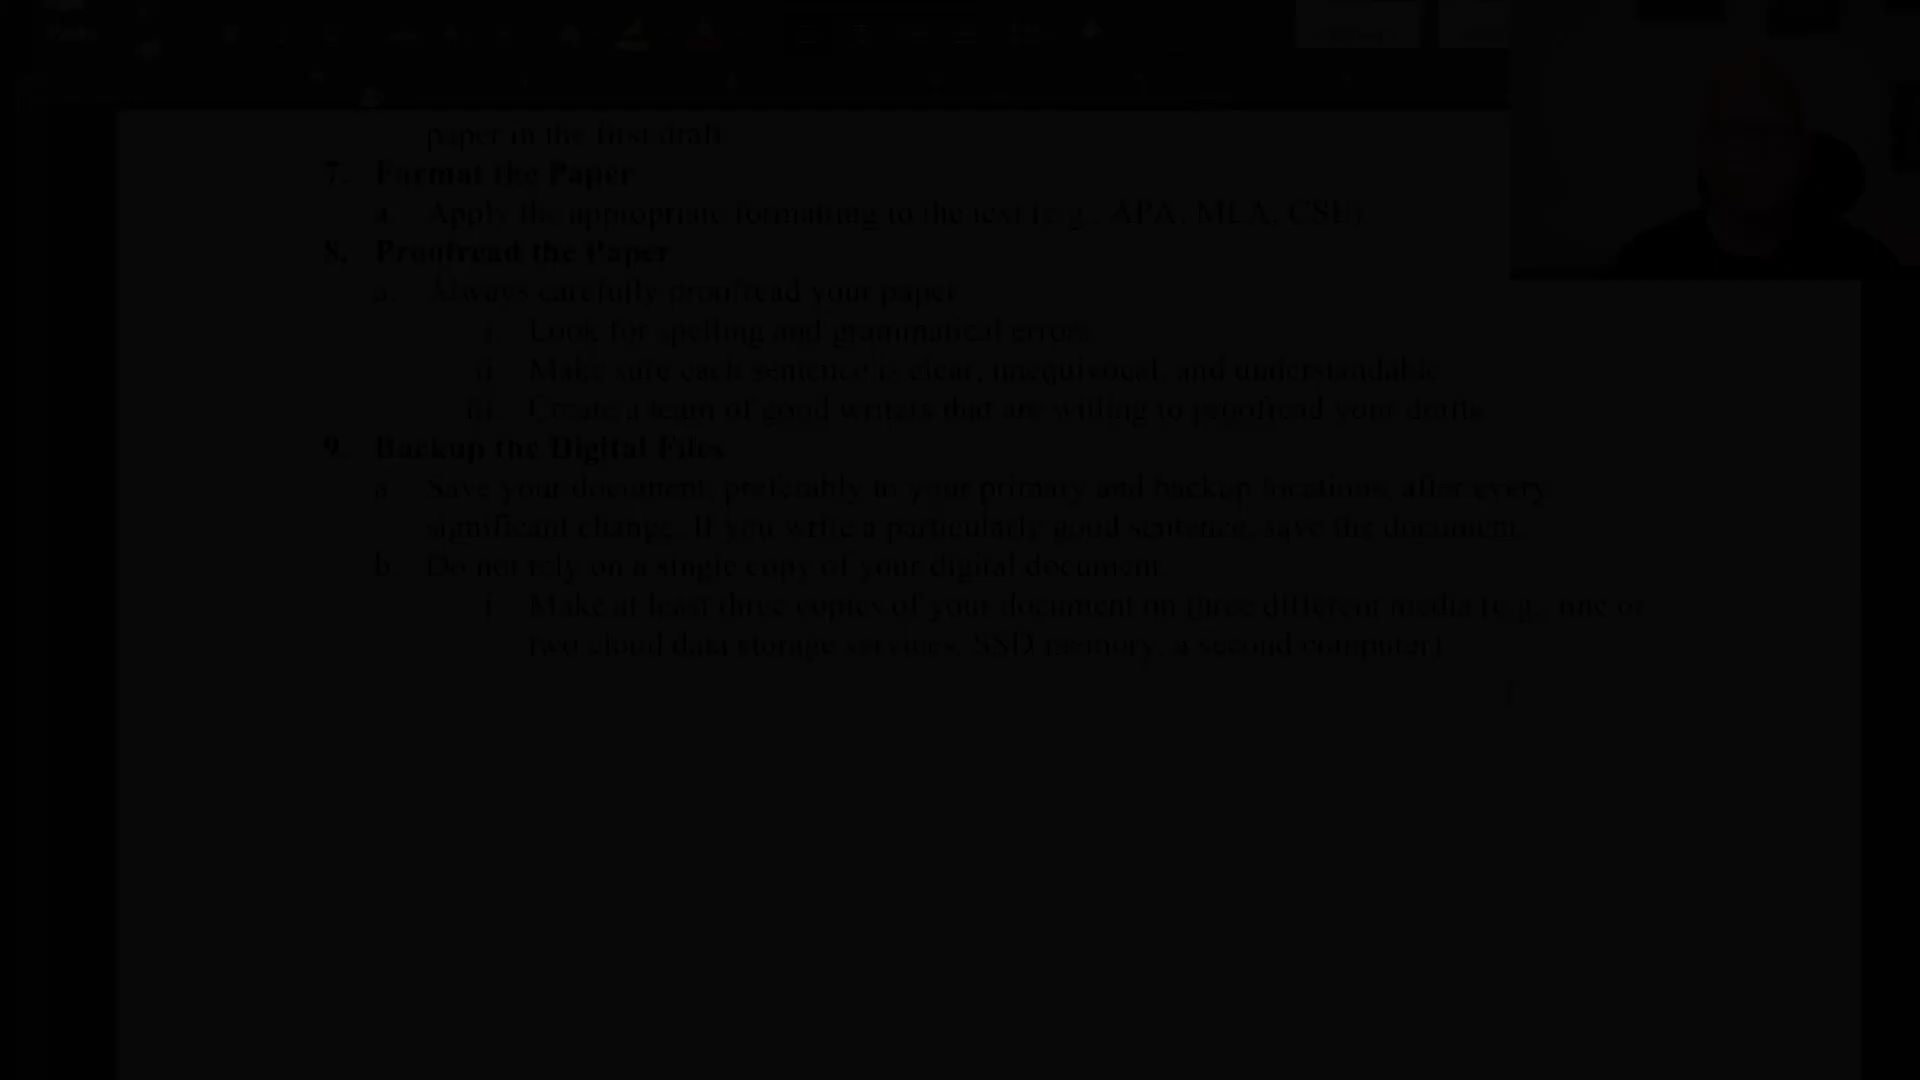 paper in the first draft.
7. Format the Paper
a. Apply the appropriate formatting to the text (e.g., APA, MLA, CSE).
8. Proofread the Paper
a. Always carefully proofread your paper.
i. Look for spelling and grammatical errors.
ii. Make sure each sentence is clear, unequivocal, and understandable.
iii. Create a team of good writers that are willing to proofread your drafts.
9. Backup the Digital Files
a. Save your document, preferably to your primary and backup locations, after every
significant change. If you write a particularly good sentence, save the document.
b. Do not rely on a single copy of your digital document.
i. Make at least three copies of your document on three different media (e.g., one or
two cloud data storage services, SSD memory, a second computer)